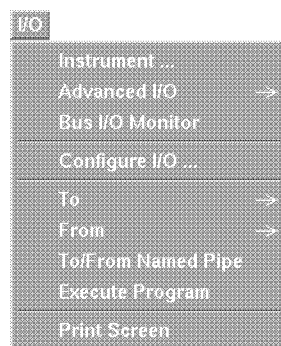 I/O
Instrument ...
Advanced I/O
Bus I/O Monitor
Configure I/O ...
To
From
To/From Named Pipe
Execute Program
Print Screen